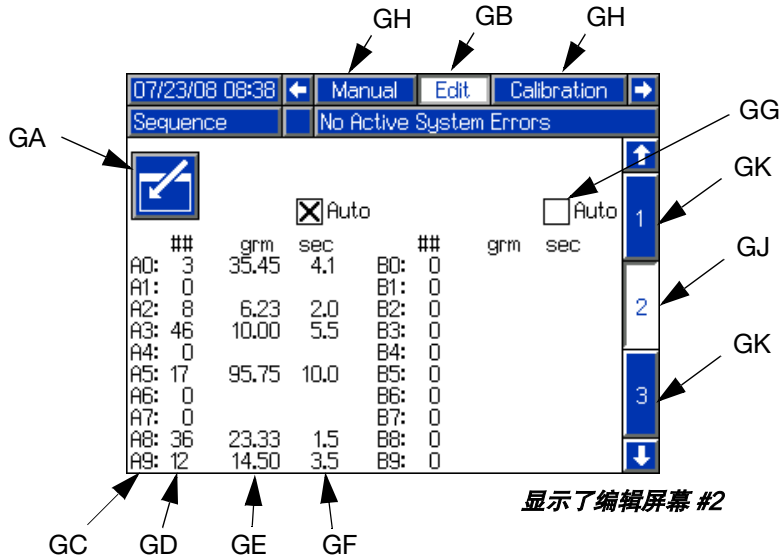 GH GB GH
07/23/08 08:38 Manual Edit Calibration
GG
Sequence No Active System Errors
GA
GK
Auto Auto 1
## grm sec ## grm sec
GJ
A0: 3 35.45 4.1 B0: 0
A1: 0 B1: 0
A2: 8 6.23 2.0 B2: 0 2
A3: 46 10.00 5.5 B3: 0
GK
A4: 0 B4: 0
A5: 17 95.75 10.0 B5: 0
A6: 0 B6: 0 3
A7: 0 B7: 0
A8: 36 23.33 1.5 B8: 0
A9: 12 14.50 3.5 B9: 0
显示了编辑屏幕 #2
GC GD GE GF